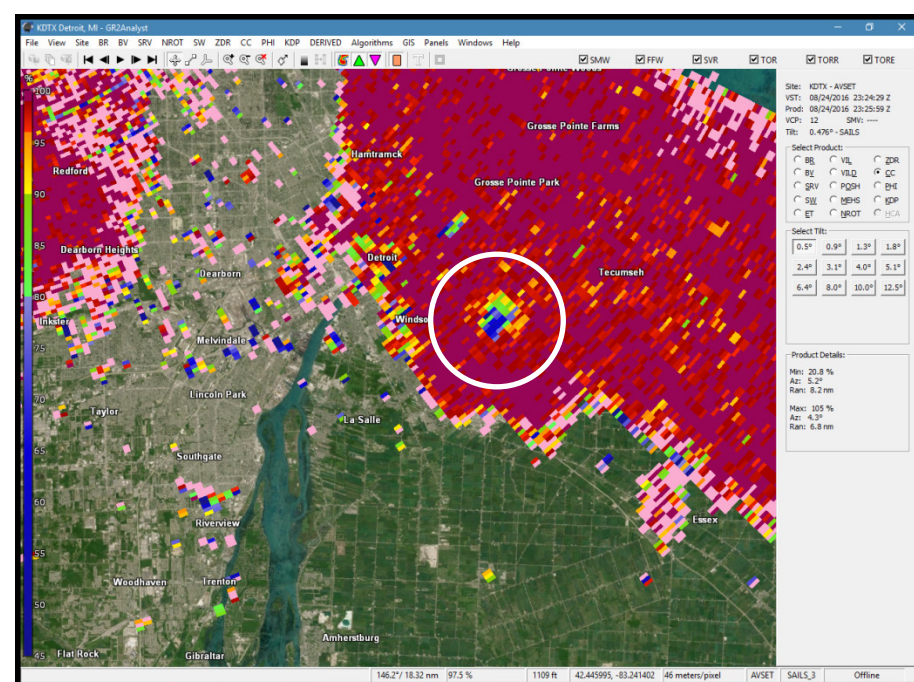 KDTX Detroit, MI - GR2Analyst
File View Site BR BV SRV NROT SW ZDR CC PHI KDP DERIVED Algorithms GIS Panels Windows Help
SMW FFW SVR TOR TORR TORE
%
100
95
90
85
80
75
70
65
60
55
50
45
Grosse Pointe Woods
Grosse Pointe Farms
Hamtramck
Redford
Grosse Pointe Park
Dearborn Heights
Detroit
Dearborn
Tecumseh
Inkster
Windso
Melvindale
Lincoln Park
Taylor
La Salle
Southgate
Riverview
Essex
Woodhaven
Trenton
Amherstburg
Flat Rock
Gibraltar
Site: KDTX - AVSET
VST: 08/24/2016 23:24:29 Z
Prod: 08/24/2016 23:25:59 Z
VCP: 12 SMV: ----
Tilt: 0.476° - SAILS
Select Product:
BR VIL ZDR
BV VILD CC
SRV POSH PHI
SW MEHS KDP
ET NROT HCA
Select Tilt:
0.5° 0.9° 1.3° 1.8°
2.4° 3.1° 4.0° 5.1°
6.4° 8.0° 10.0° 12.5°
Product Details:
Min: 20.8 %
Az: 5.2°
Ran: 8.2 nm
Max: 105 %
Az: 4.3°
Ran: 6.8 nm
146.2°/ 18.32 nm 97.5 % 1109 ft 42.445995, -83.241402 46 meters/pixel AVSET SAILS_3 Offline